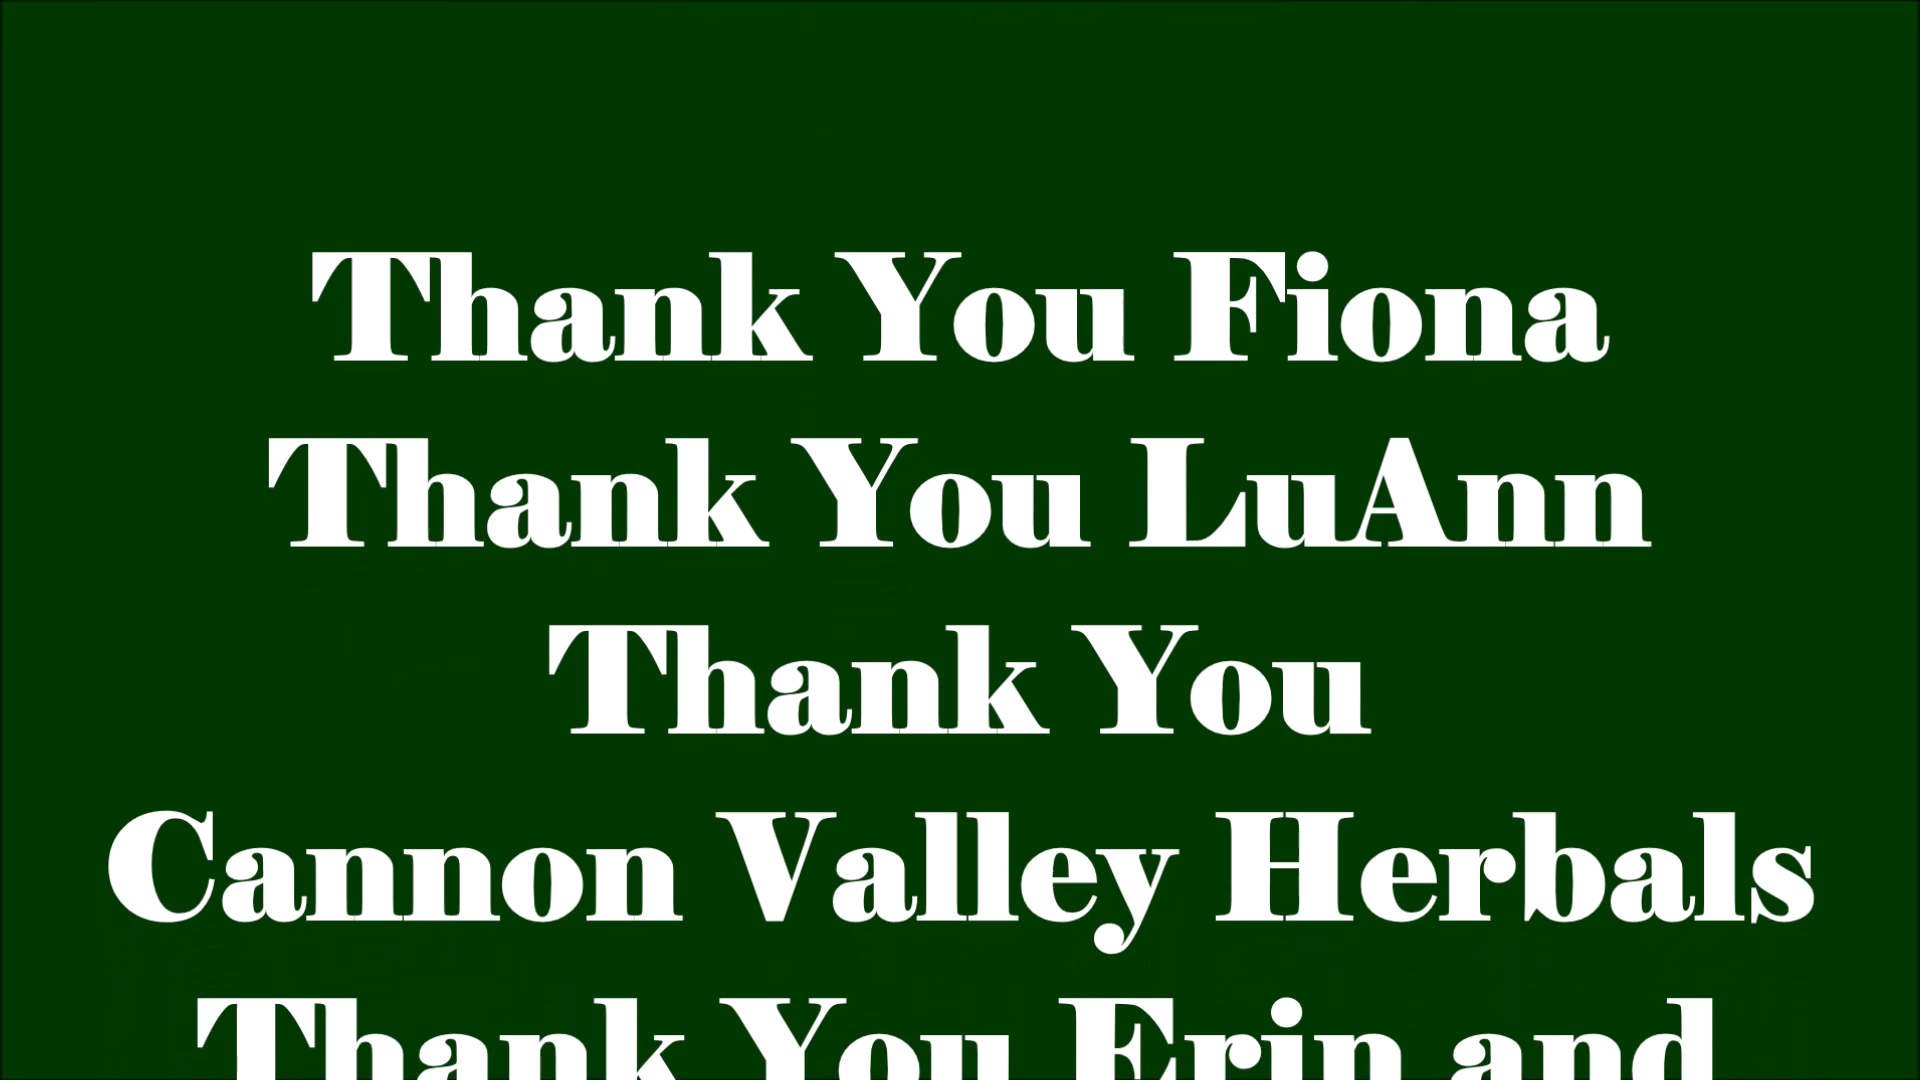 Thank You Fiona
Thank You LuAnn
Thank You
Cannon Valley Herbals
Thank You Erin and